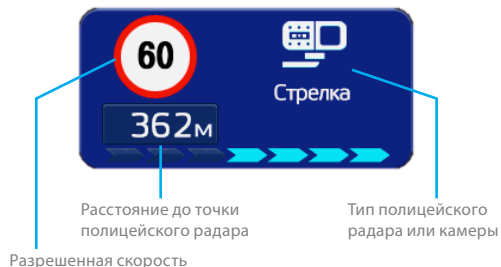 60
Стрелка
362м
Расстояние до точки
полицейского радара
Тип полицейского
радара или камеры
Разрешенная скорость